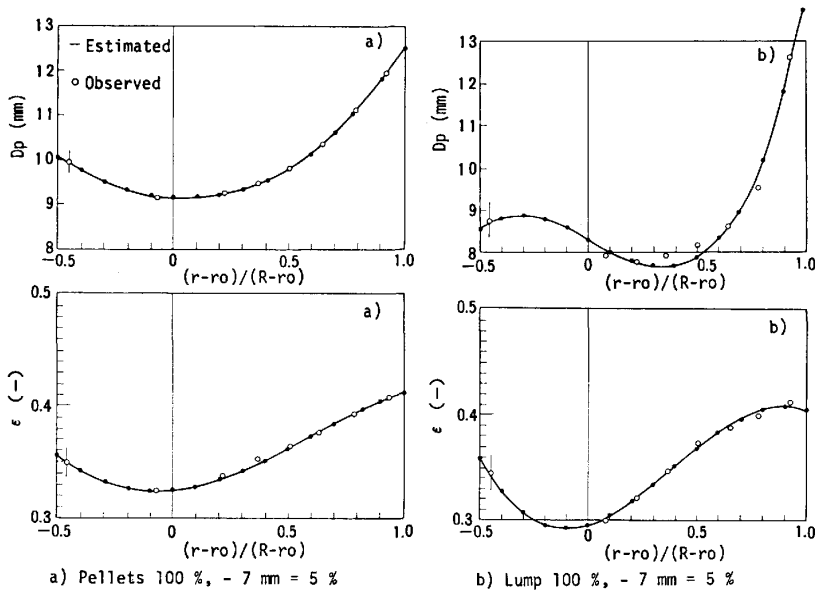 13
— Estimated
a)
12
o Observed
11
Dp (mm)
10
9
8
-0.5
0
0.5
1.0
(r-ro)/(R-ro)
13
b)
12
11
Dp (mm)
10
9
8
-0.5
0
0.5
1.0
(r-ro)/(R-ro)
0.5
a)
ε (-)
0.4
0.3
-0.5
0
0.5
1.0
(r-ro)/(R-ro)
a) Pellets 100 %, - 7 mm = 5 %
0.5
b)
ε (-)
0.4
0.3
-0.5
0
0.5
1.0
(r-ro)/(R-ro)
b) Lump 100 %, - 7 mm = 5 %